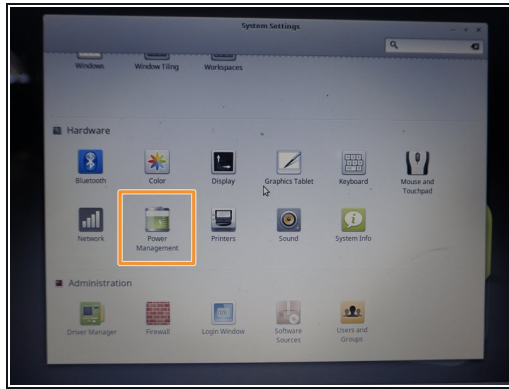 System Settings
Windows
Window Tiling
Workspaces
Hardware
Bluetooth
Color
Display
Graphics Tablet
Keyboard
Mouse and
Touchpad
Network
Power
Management
Printers
Sound
System Info
Administration
Driver Manager
Firewall
Login Window
Software
Sources
Users and
Groups